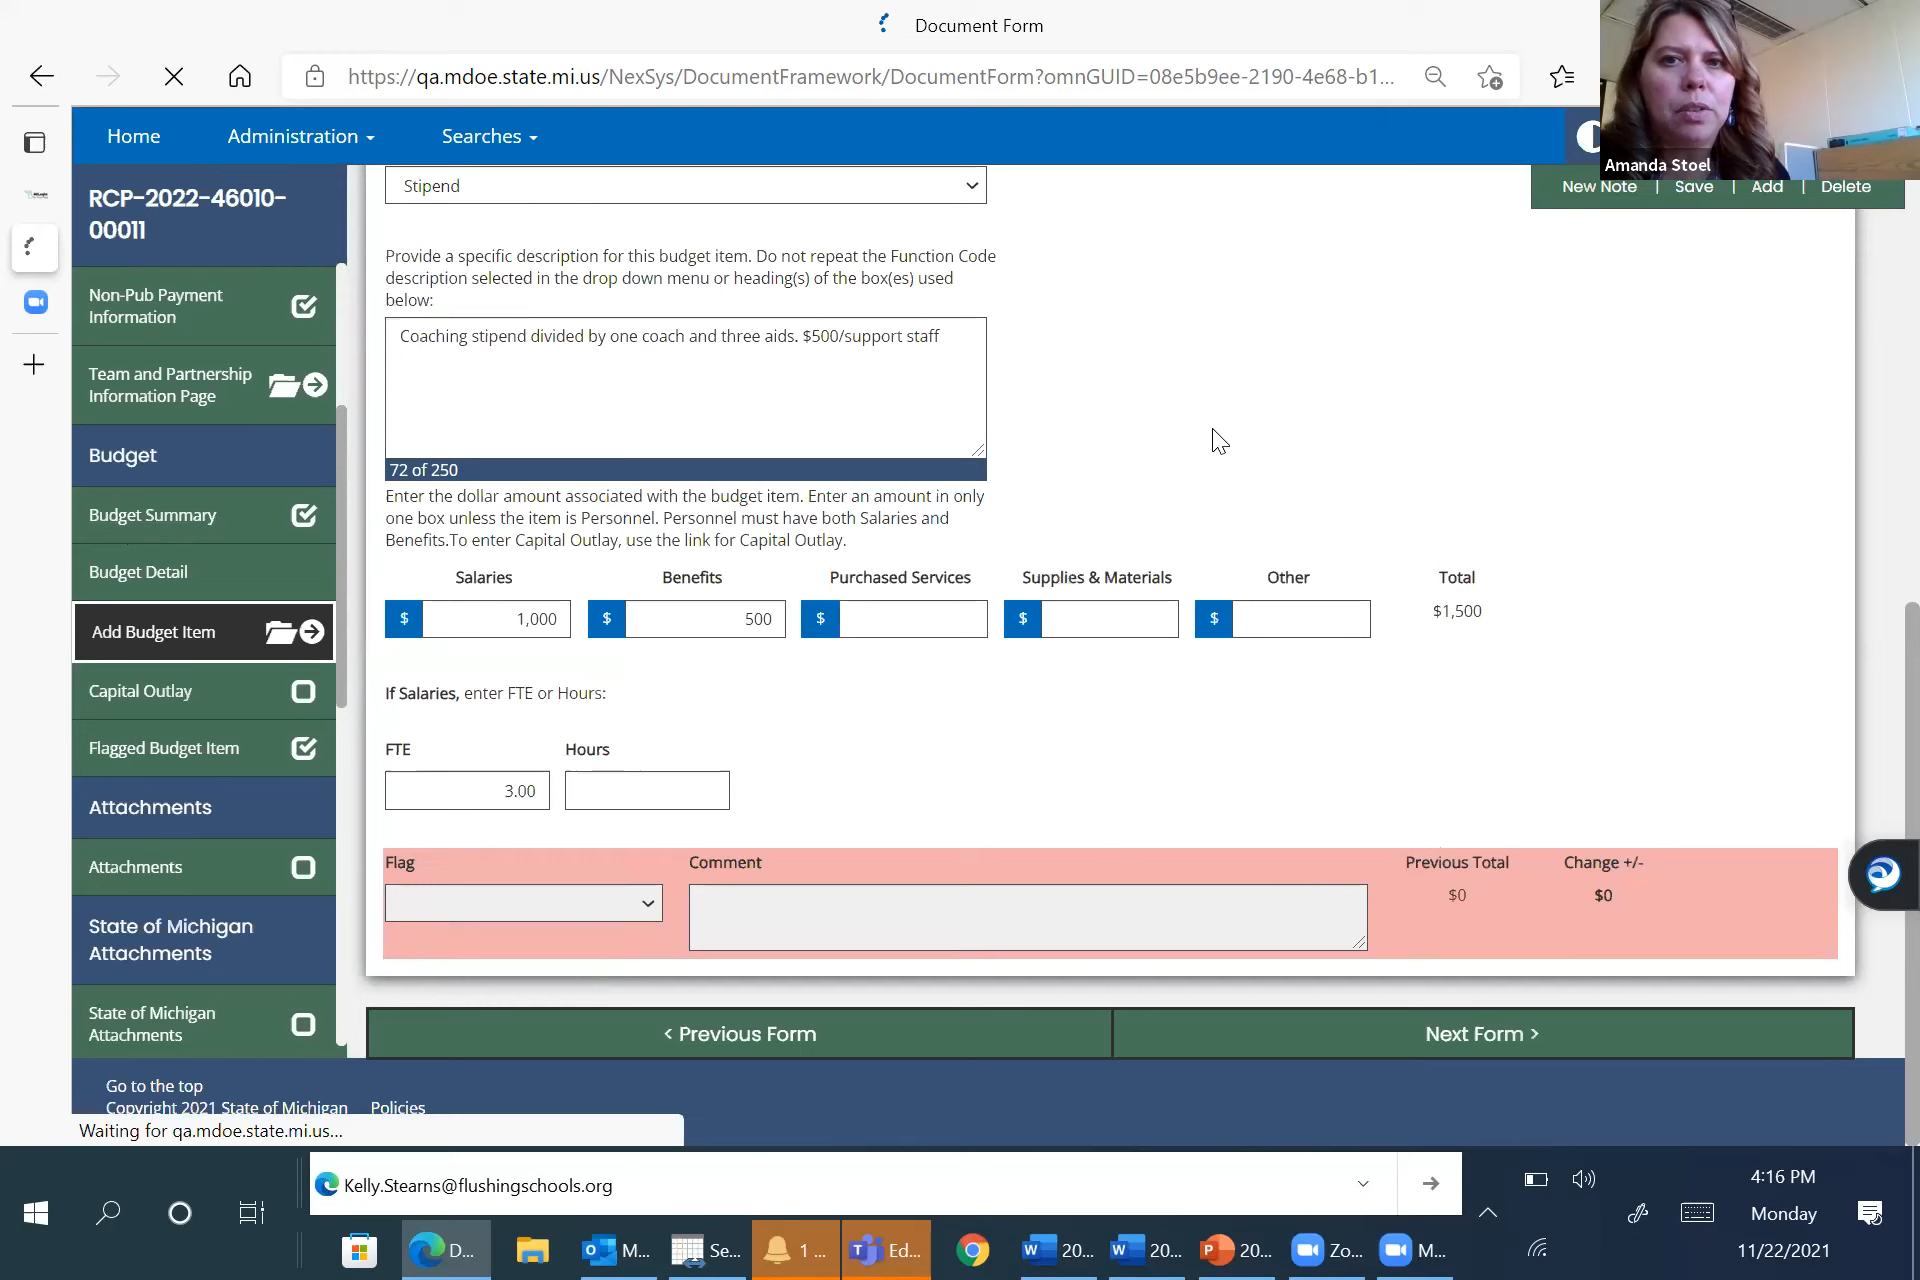 Document Form
https://qa.mdoe.state.mi.us/NexSys/DocumentFramework/DocumentForm?omnGUID=08e5b9ee-2190-4e68-b1...
Amanda Stoel
Home
Administration
Searches
New Note | Save | Add | Delete
RCP-2022-46010-
00011
Non-Pub Payment
Information
Team and Partnership
Information Page
Budget
Budget Summary
Budget Detail
Add Budget Item
Capital Outlay
Flagged Budget Item
Attachments
Attachments
State of Michigan
Attachments
State of Michigan
Attachments
Stipend
Provide a specific description for this budget item. Do not repeat the Function Code
description selected in the drop down menu or heading(s) of the box(es) used
below:
Coaching stipend divided by one coach and three aids. $500/support staff
72 of 250
Enter the dollar amount associated with the budget item. Enter an amount in only
one box unless the item is Personnel. Personnel must have both Salaries and
Benefits.To enter Capital Outlay, use the link for Capital Outlay.
Salaries Benefits Purchased Services Supplies & Materials Other Total
$ 1,000 $ 500 $ $ $ $1,500
If Salaries, enter FTE or Hours:
FTE Hours
3.00
Flag Comment Previous Total Change +/-
$0 $0
< Previous Form
Next Form >
Go to the top
Copyright 2021 State of Michigan Policies
Waiting for qa.mdoe.state.mi.us...
Kelly.Stearns@flushingschools.org
4:16 PM
Monday
11/22/2021
D...
M...
Se...
1 ...
Ed...
20...
20...
20...
Zo...
M...